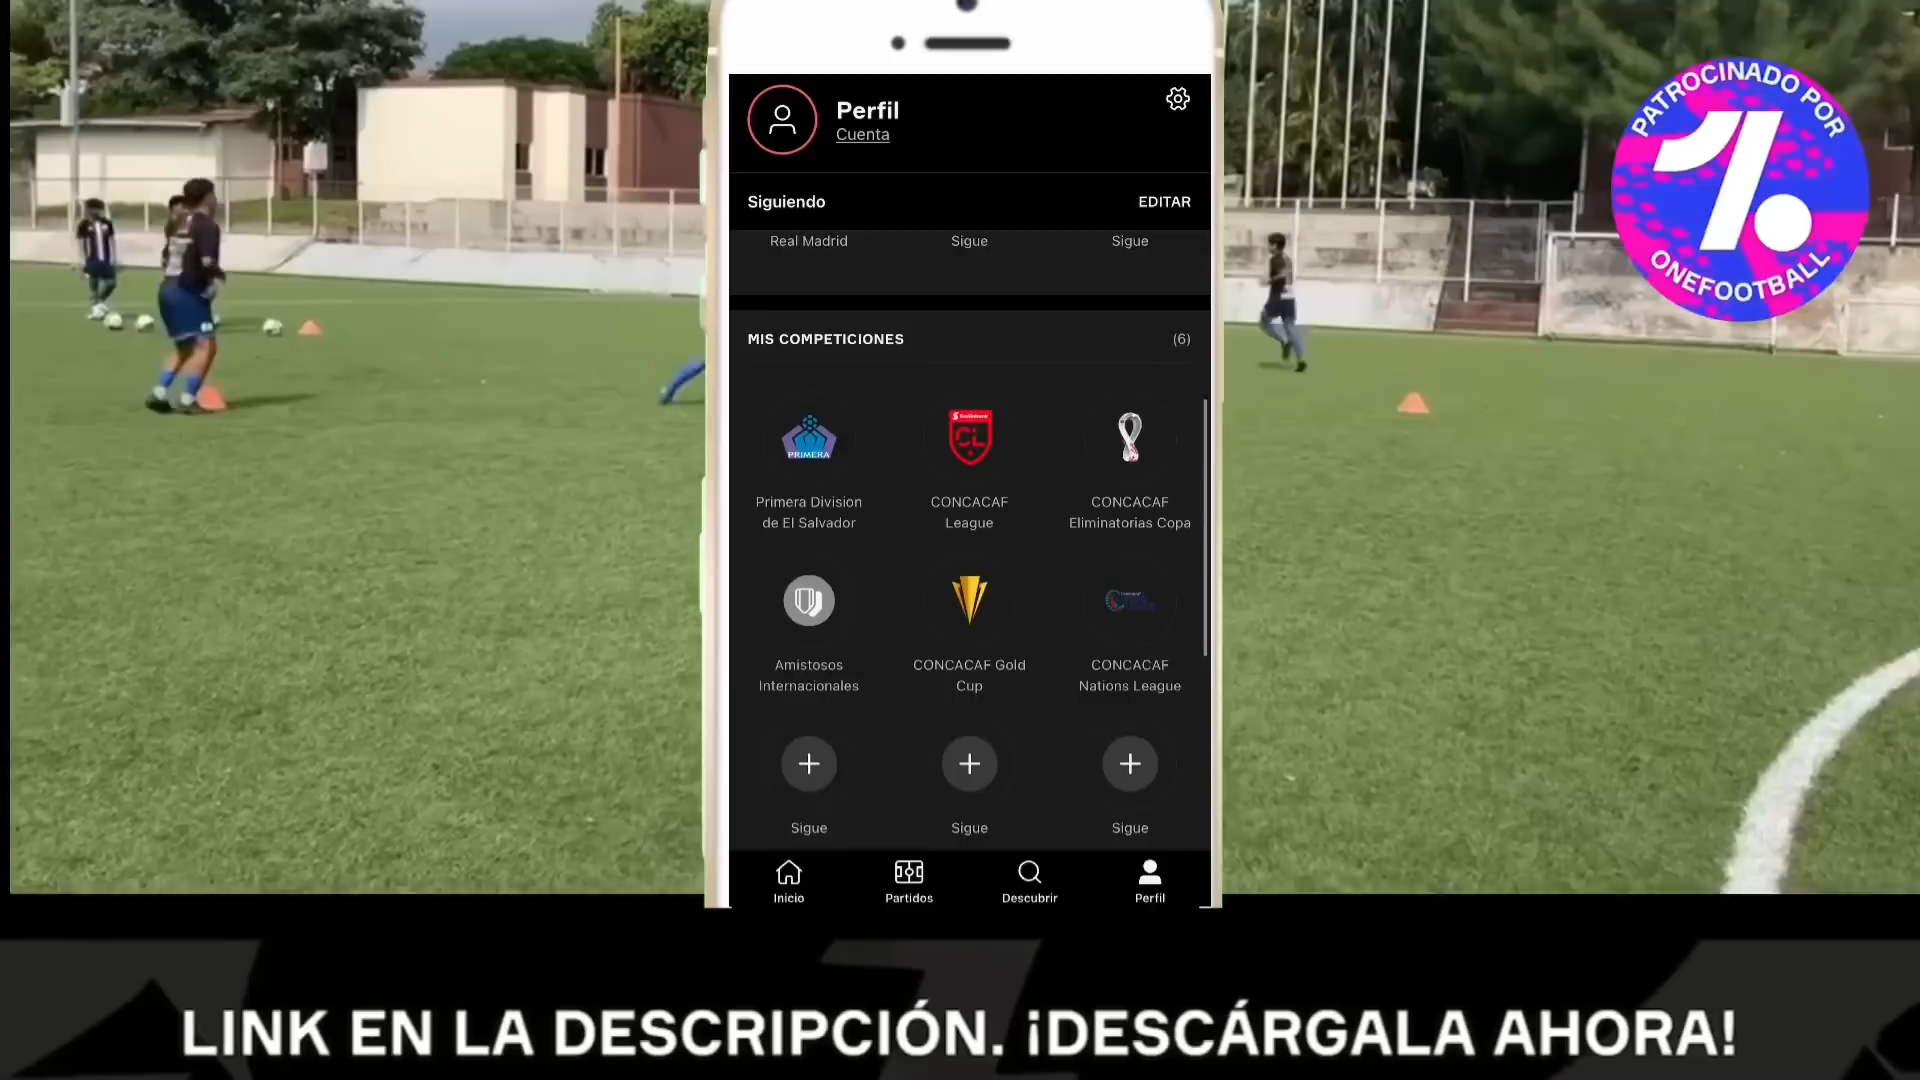 PATROCINADO POR
ONEFOOTBALL
Perfil
Cuenta
Siguiendo
EDITAR
Real Madrid
Sigue
Sigue
MIS COMPETICIONES
(6)
PRIMERA
Scotiabank
CL
Primera Division
de El Salvador
CONCACAF
League
CONCACAF
Eliminatorias Copa
Amistosos
Internacionales
CONCACAF Gold
Cup
CONCACAF
Nations League
Sigue
Sigue
Sigue
Inicio
Partidos
Descubrir
Perfil
LINK EN LA DESCRIPCIÓN. ¡DESCÁRGALA AHORA!